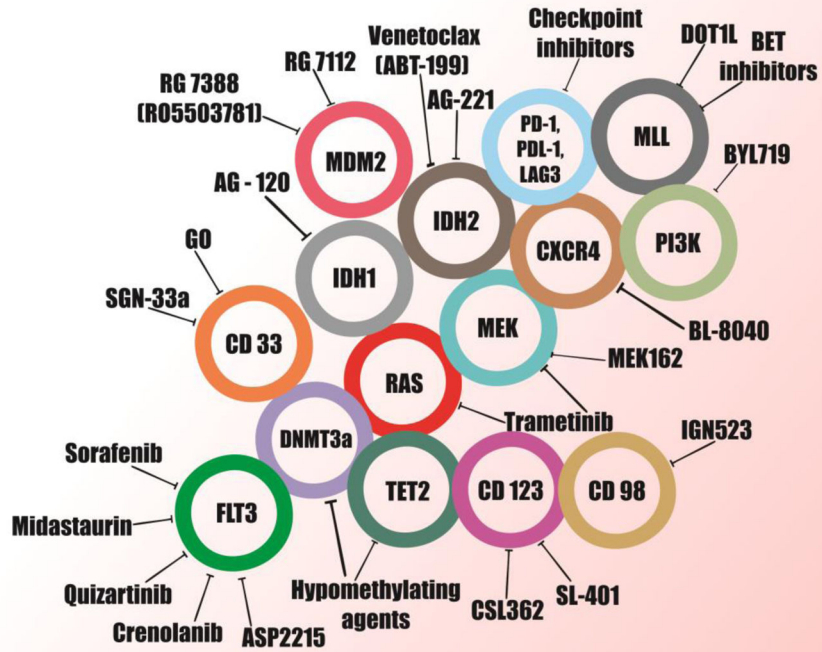 Checkpoint
inhibitors
DOT1L
BET
inhibitors
Venetoclax
(ABT-199)
RG 7112
RG 7388
(RO5503781)
AG-221
PD-1,
PDL-1,
LAG3
MLL
BYL719
MDM2
AG - 120
IDH2
CXCR4
PI3K
GO
IDH1
SGN-33a
CD 33
MEK
BL-8040
MEK162
RAS
Trametinib
IGN523
DNMT3a
Sorafenib
TET2
CD 123
CD 98
FLT3
Midastaurin
Quizartinib
Crenolanib
ASP2215
Hypomethylating
agents
CSL362
SL-401